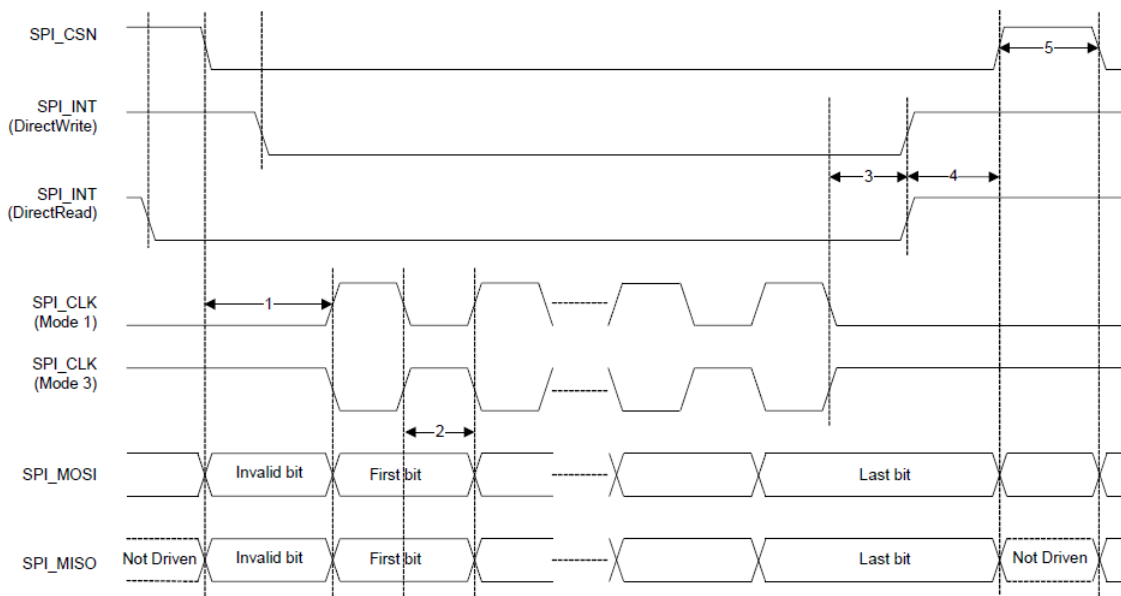 SPI_CSN
5
SPI_INT
(DirectWrite)
3
4
SPI_INT
(DirectRead)
1
SPI_CLK
(Mode 1)
SPI_CLK
(Mode 3)
2
SPI_MOSI
Invalid bit
First bit
Last bit
SPI_MISO
Not Driven
Invalid bit
First bit
Last bit
Not Driven